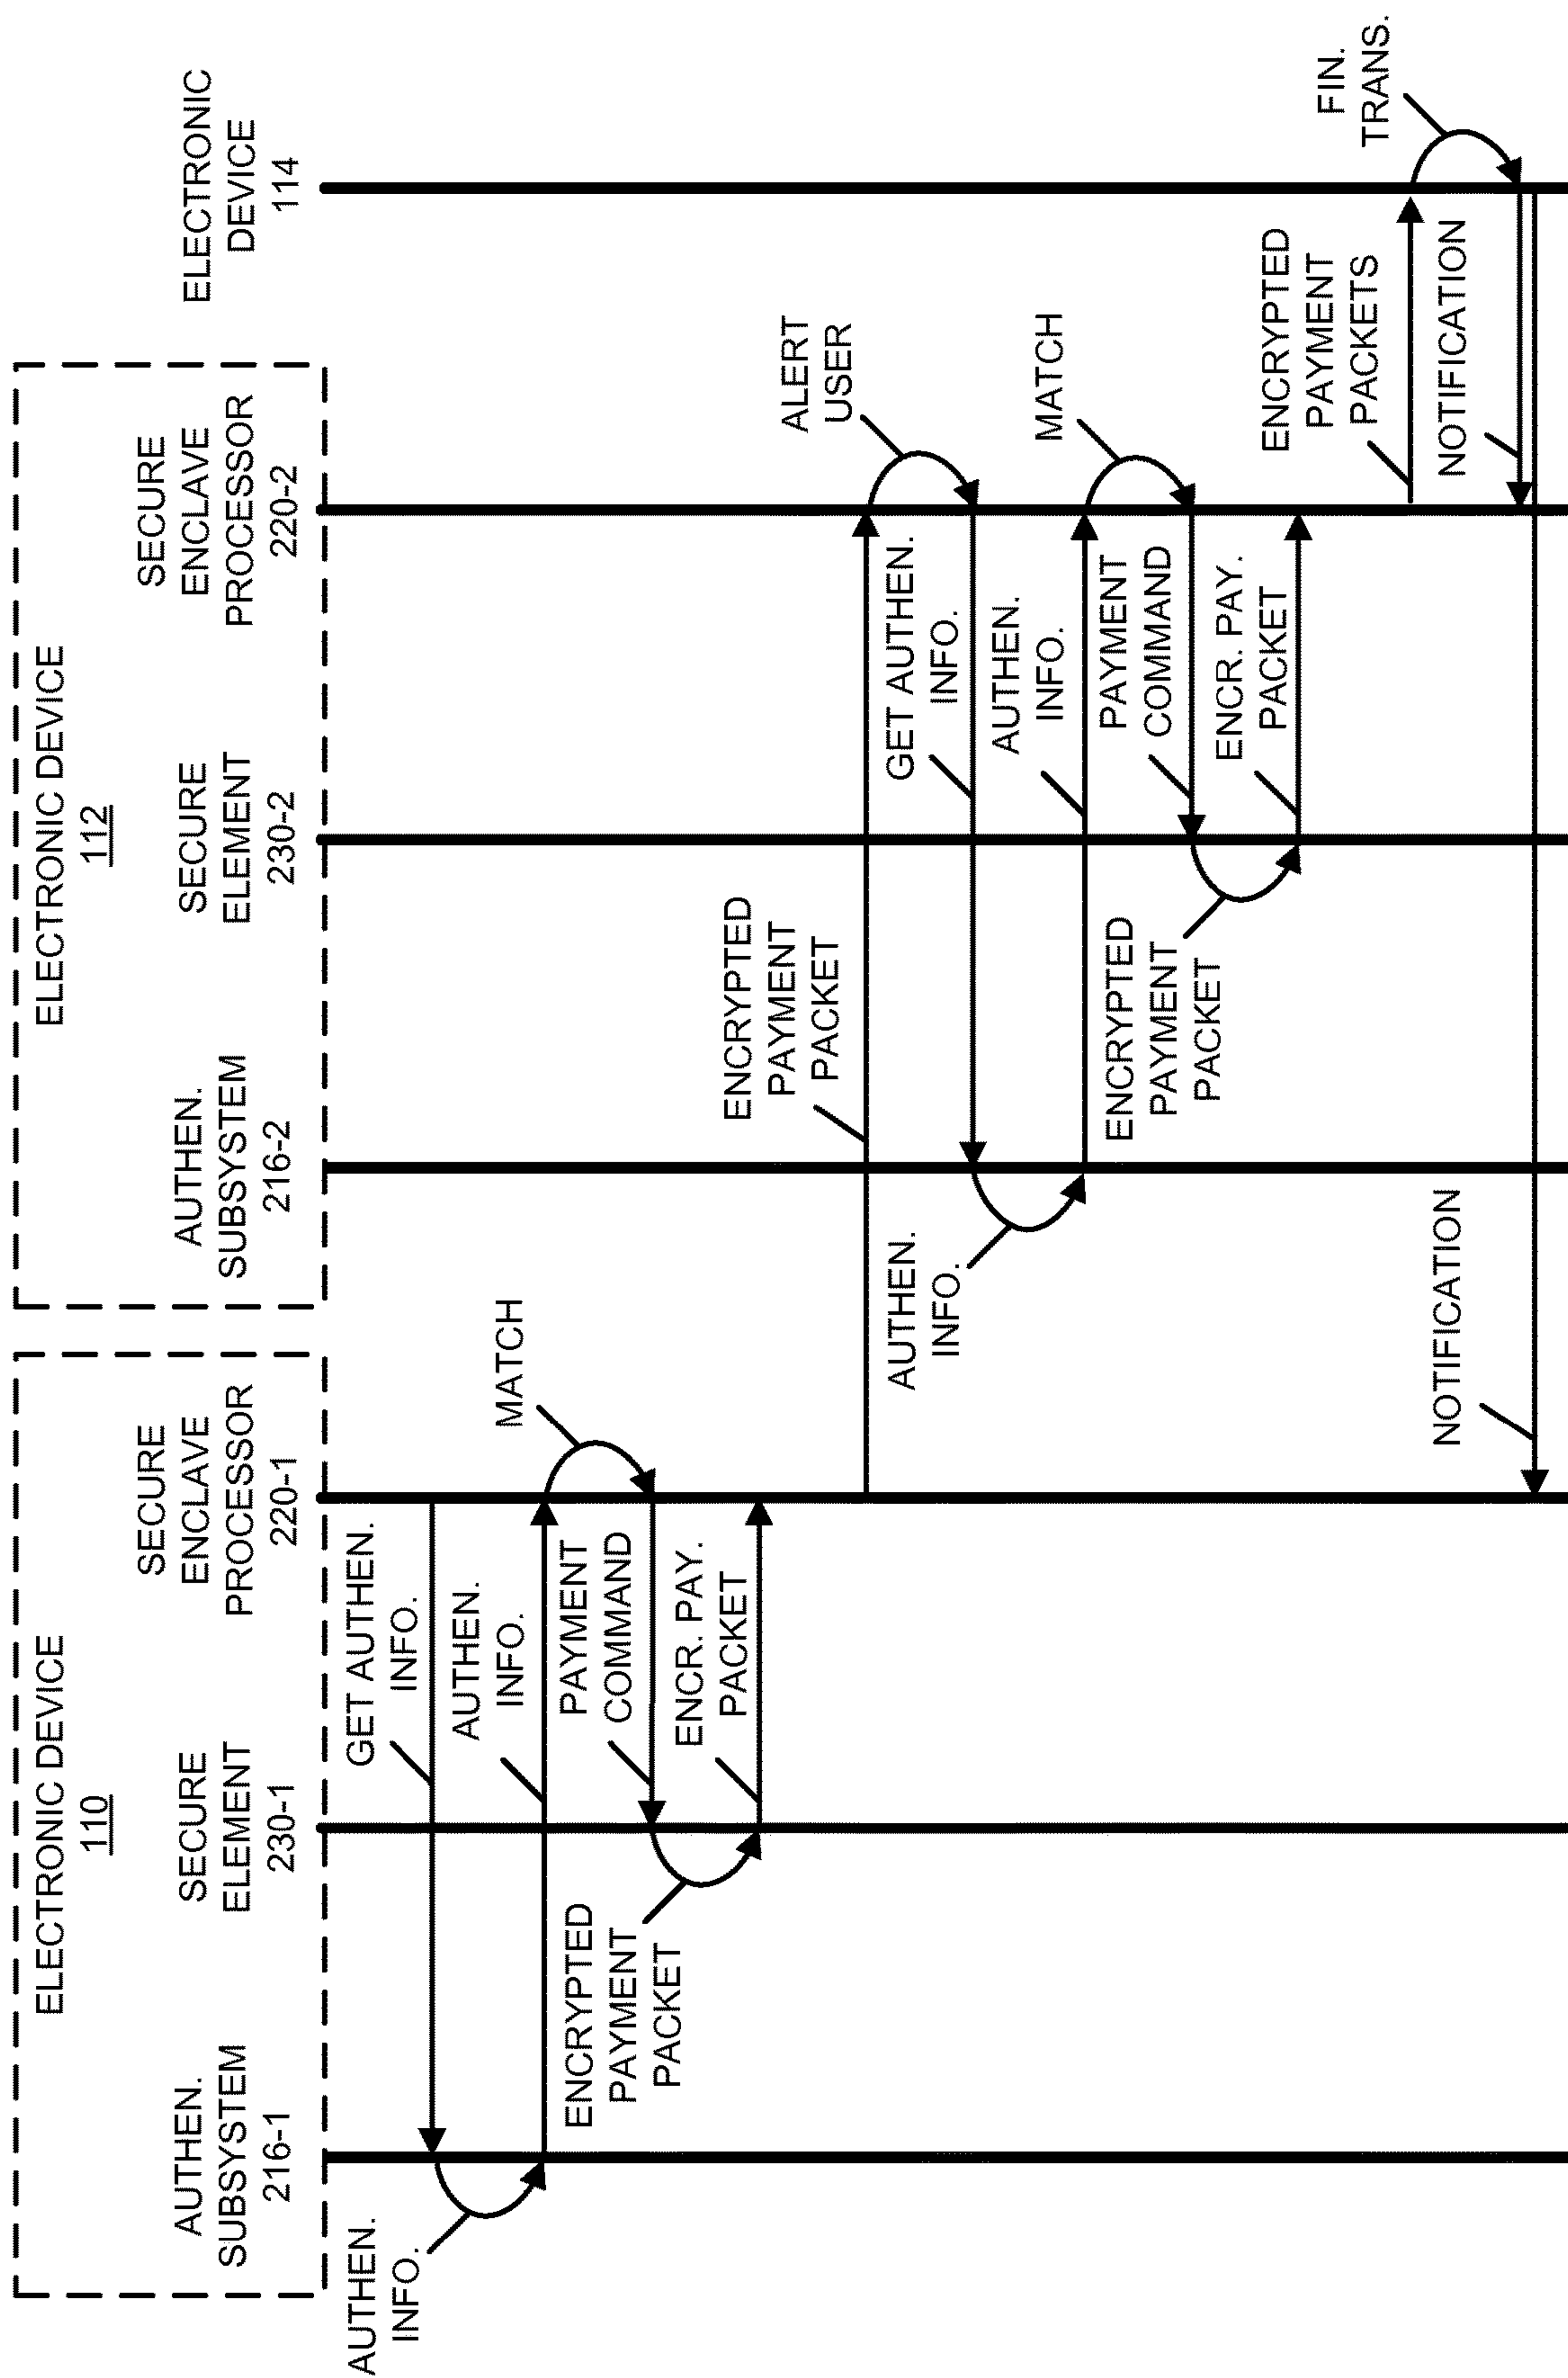 ELECTRONIC DEVICE
110
AUTHEN.
SUBSYSTEM
216-1
SECURE
ELEMENT
230-1
SECURE
ENCLAVE
PROCESSOR
220-1
ELECTRONIC DEVICE
112
AUTHEN.
SUBSYSTEM
216-2
SECURE
ELEMENT
230-2
SECURE
ENCLAVE
PROCESSOR
220-2
ELECTRONIC
DEVICE
114
GET AUTHEN.
INFO.
AUTHEN.
INFO.
AUTHEN.
INFO.
MATCH
PAYMENT
COMMAND
ENCRYPTED
PAYMENT
PACKET
ENCR. PAY.
PACKET
ENCRYPTED
PAYMENT
PACKET
ALERT
USER
GET AUTHEN.
INFO.
AUTHEN.
INFO.
AUTHEN.
INFO.
MATCH
PAYMENT
COMMAND
ENCRYPTED
PAYMENT
PACKET
ENCR. PAY.
PACKET
ENCRYPTED
PAYMENT
PACKETS
FIN.
TRANS.
NOTIFICATION
NOTIFICATION